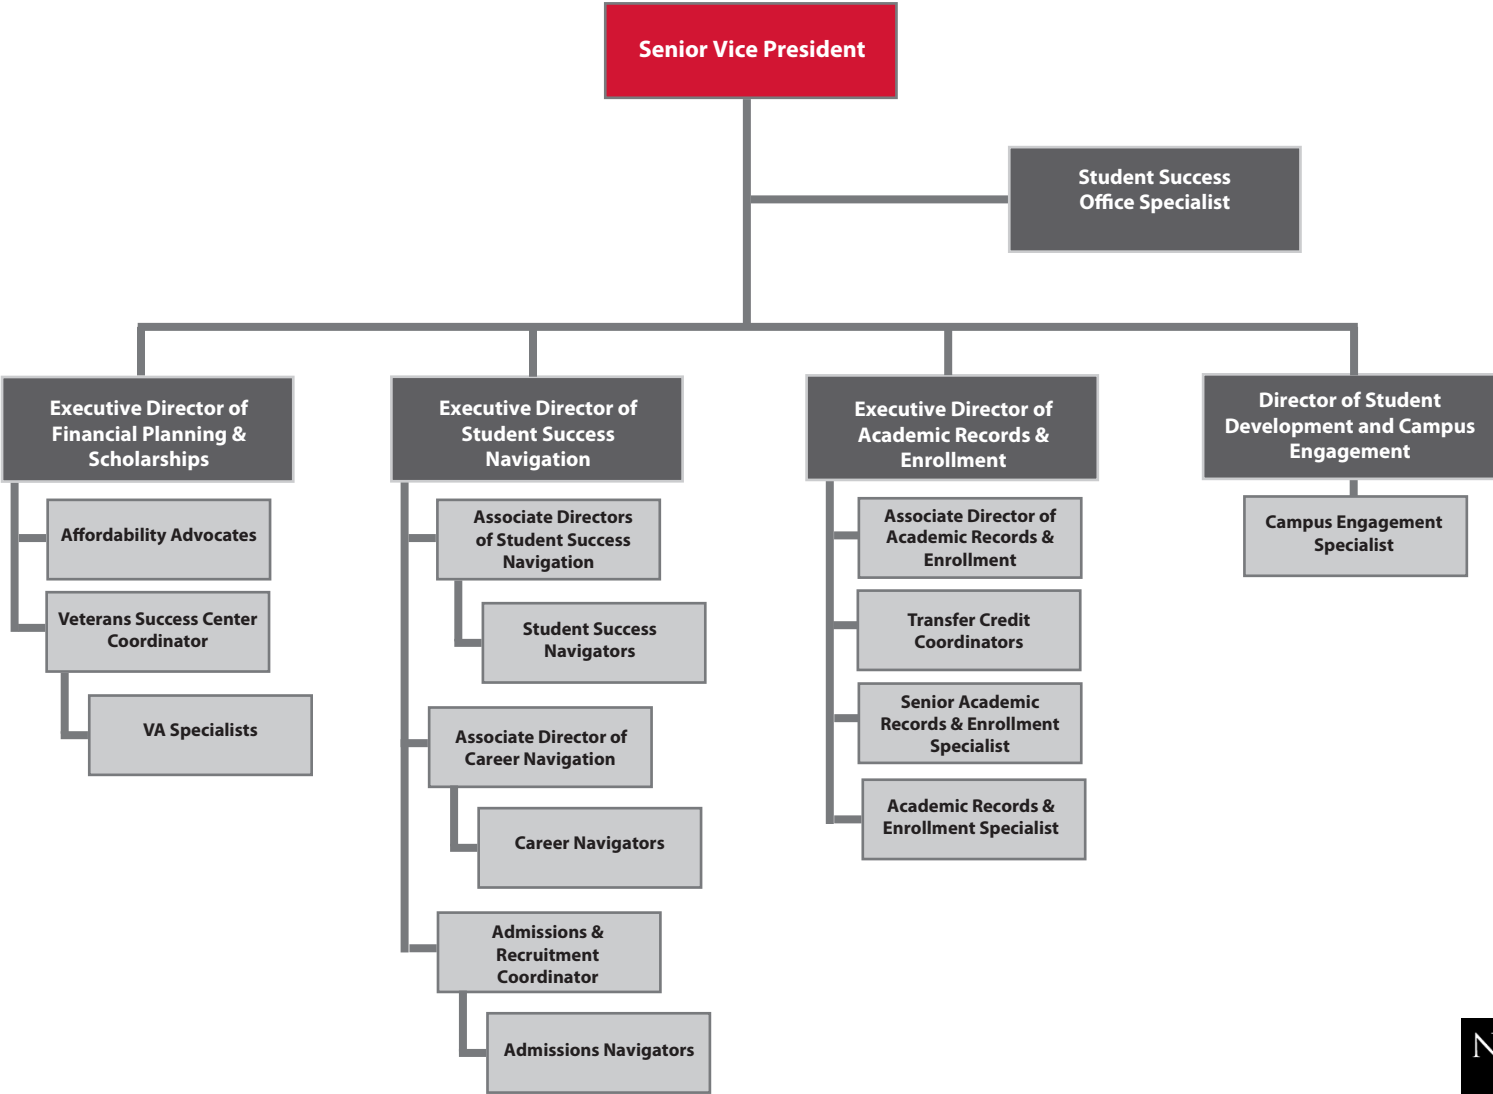 Senior Vice President
Student Success
Office Specialist
Executive Director of
Financial Planning &
Scholarships
Affordability Advocates
Veterans Success Center
Coordinator
VA Specialists
Executive Director of
Student Success
Navigation
Associate Directors
of Student Success
Navigation
Student Success
Navigators
Associate Director of
Career Navigation
Career Navigators
Admissions &
Recruitment
Coordinator
Admissions Navigators
Executive Director of
Academic Records &
Enrollment
Associate Director of
Academic Records &
Enrollment
Transfer Credit
Coordinators
Senior Academic
Records & Enrollment
Specialist
Academic Records &
Enrollment Specialist
Director of Student
Development and Campus
Engagement
Campus Engagement
Specialist
N